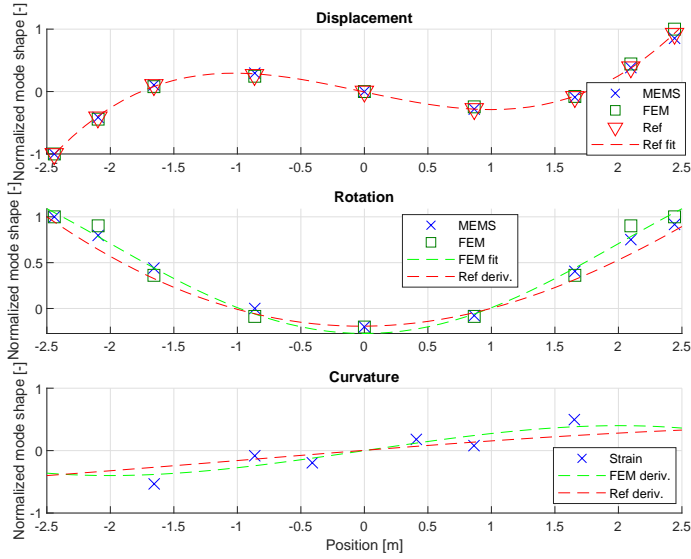 Displacement
Normalized mode shape [-]
1
0
-1
-2.5 -2 -1.5 -1 -0.5 0 0.5 1 1.5 2 2.5
MEMS
FEM
Ref
Ref fit
Rotation
Normalized mode shape [-]
1
0.5
0
-2.5 -2 -1.5 -1 -0.5 0 0.5 1 1.5 2 2.5
MEMS
FEM
FEM fit
Ref deriv.
Curvature
Normalized mode shape [-]
1
0
-1
-2.5 -2 -1.5 -1 -0.5 0 0.5 1 1.5 2 2.5
Strain
FEM deriv.
Ref deriv.
Position [m]